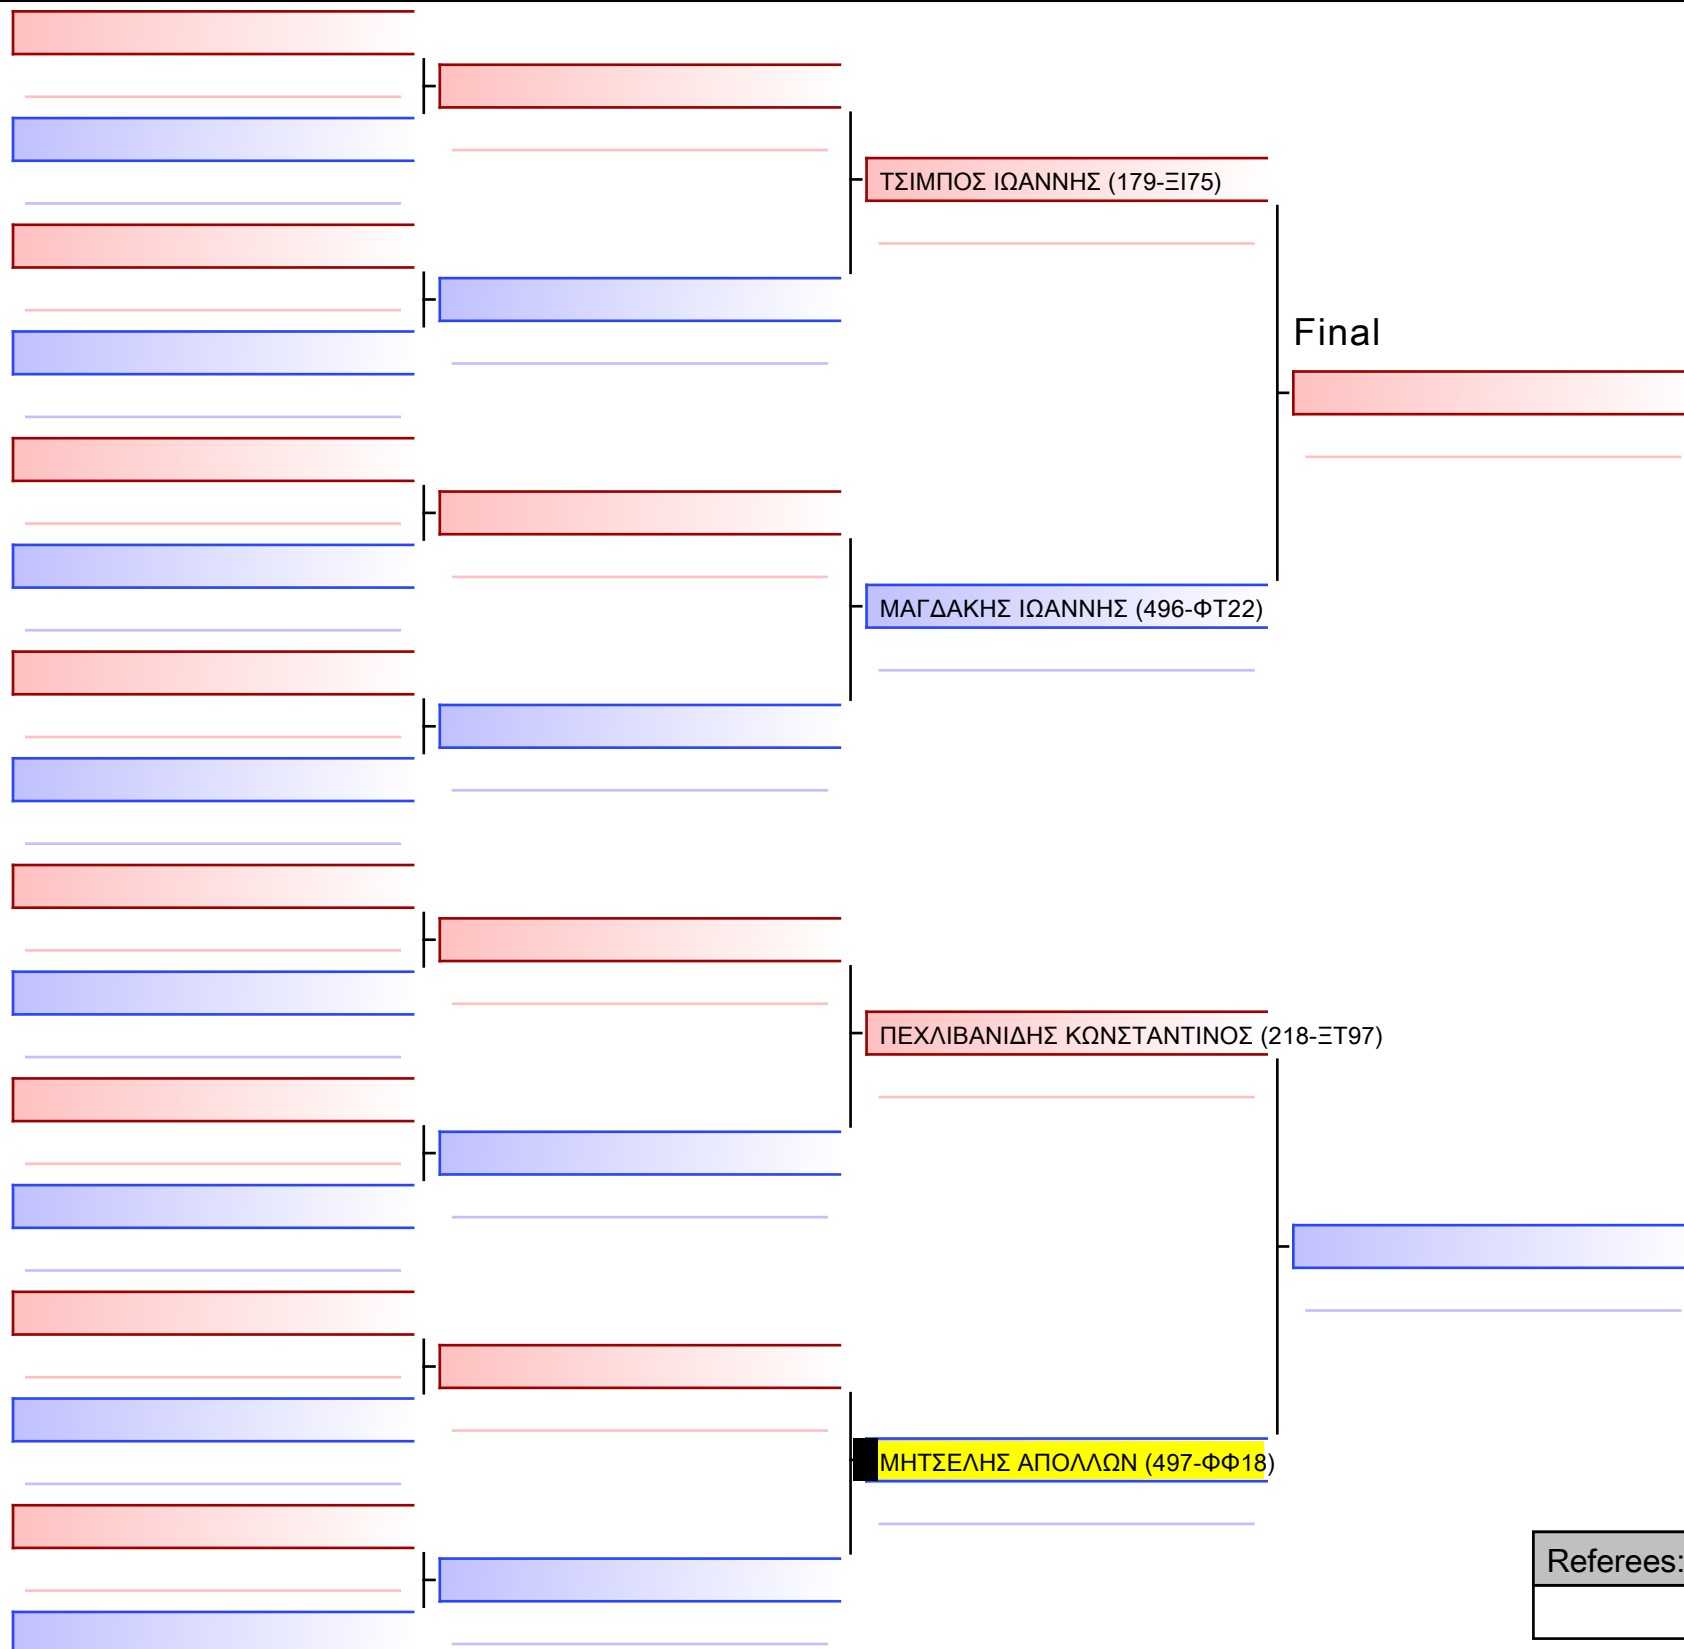 ΤΣΙΜΠΟΣ ΙΩΑΝΝΗΣ (179-ΞΙ75)
Final
ΜΑΓΔΑΚΗΣ ΙΩΑΝΝΗΣ (496-ΦΤ22)
ΠΕΧΛΙΒΑΝΙΔΗΣ ΚΩΝΣΤΑΝΤΙΝΟΣ (218-ΞΤ97)
ΜΗΤΣΕΛΗΣ ΑΠΟΛΛΩΝ (497-ΦΦ18)
Referees: